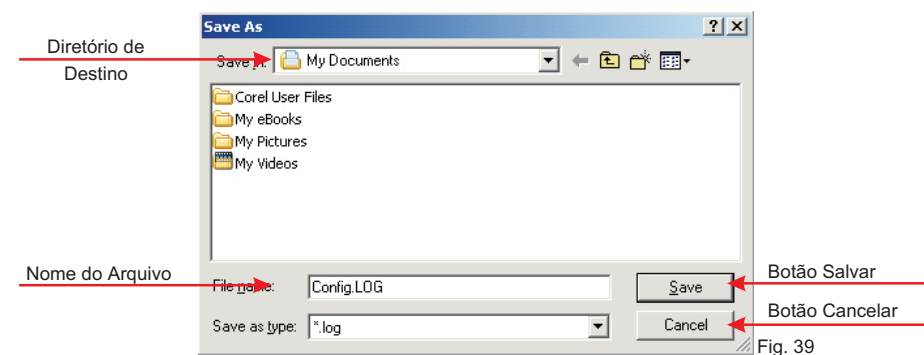 Save As
Diretório de
Destino
Save in:
My Documents
Corel User Files
My eBooks
My Pictures
My Videos
Nome do Arquivo
File name:
Config.LOG
Save
Botão Salvar
Save as type:
*.log
Cancel
Botão Cancelar
Fig. 39